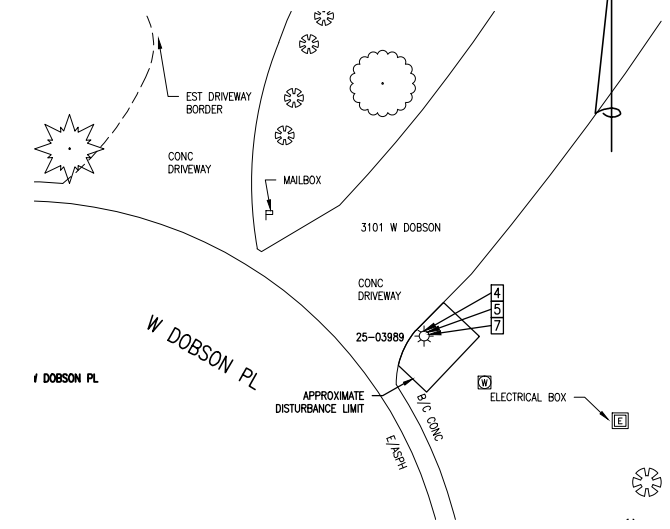 EST DRIVEWAY
BORDER
CONC
DRIVEWAY
MAILBOX
3101 W DOBSON
CONC
DRIVEWAY
4
5
7
25-03989
W DOBSON PL
W DOBSON PL
APPROXIMATE
DISTURBANCE LIMIT
B/C CONC
E/ASPH
W
ELECTRICAL BOX
E